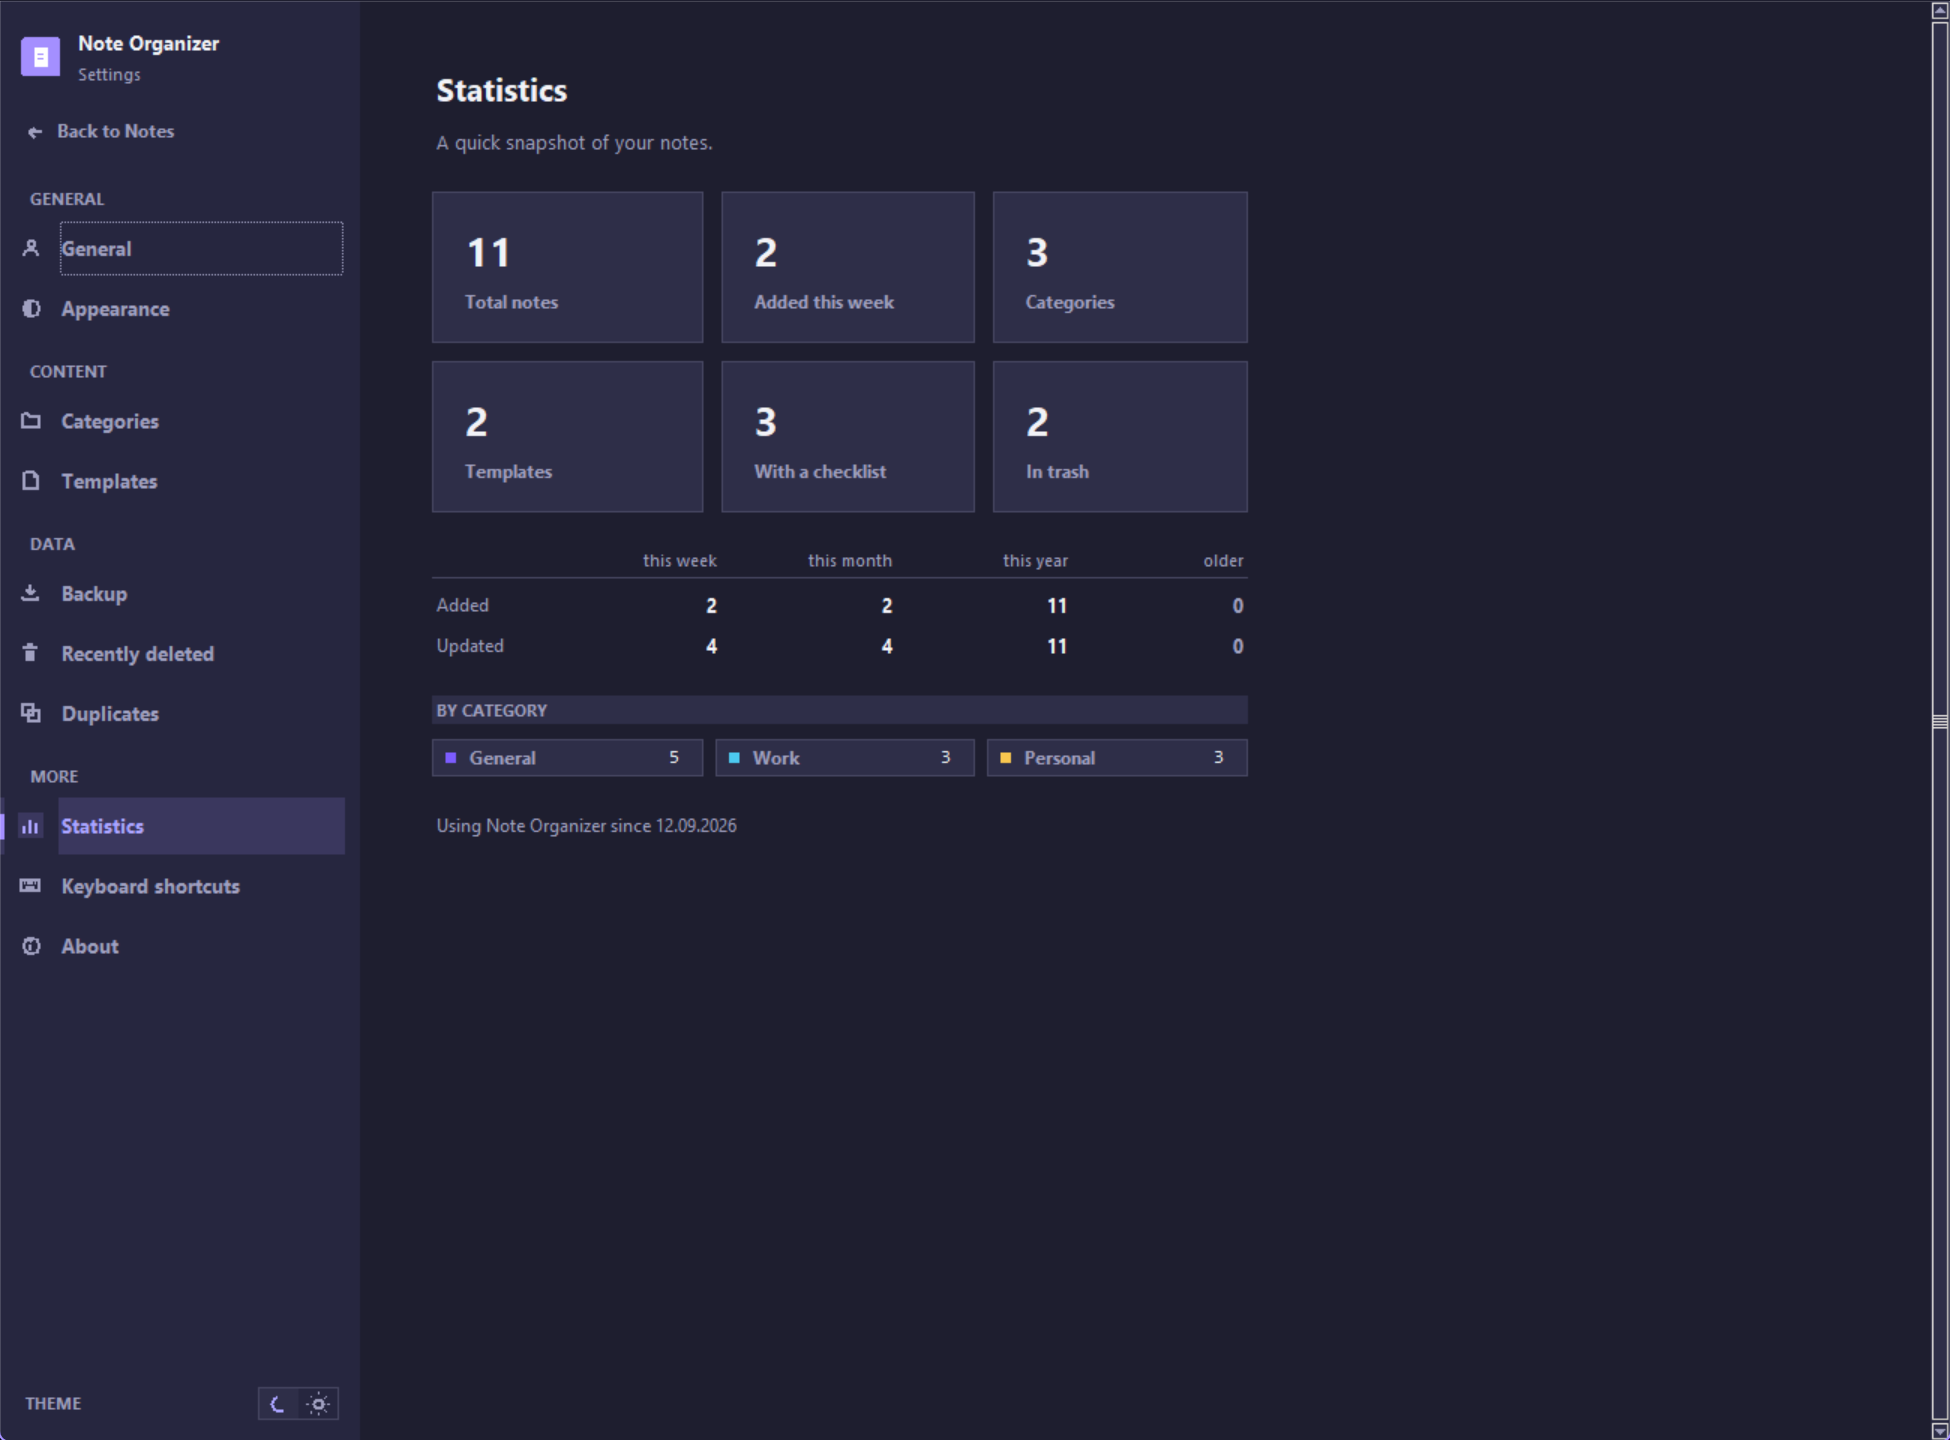 Note Organizer
Settings
Back to Notes
GENERAL
General
Appearance
CONTENT
Categories
Templates
DATA
Backup
Recently deleted
Duplicates
MORE
Statistics
Keyboard shortcuts
About
THEME
Statistics
A quick snapshot of your notes.
11
Total notes
2
Added this week
3
Categories
2
Templates
3
With a checklist
2
In trash
this week this month this year older
Added 2 2 11 0
Updated 4 4 11 0
BY CATEGORY
General 5 Work 3 Personal 3
Using Note Organizer since 12.09.2026